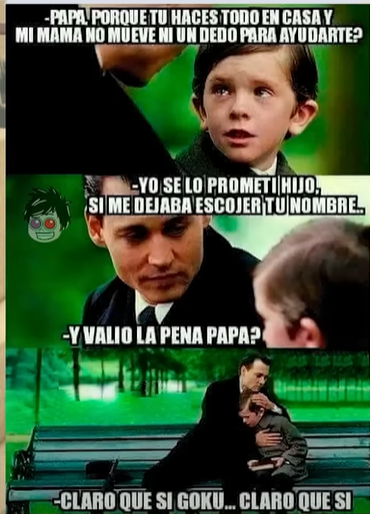 -PAPA, PORQUE TU HACES TODO EN CASA Y
MI MAMA NO MUEVE NI UN DEDO PARA AYUDARTE?
-YO SE LO PROMETI HIJO,
SI ME DEJABA ESCOJER TU NOMBRE..
-Y VALIO LA PENA PAPA?
-CLARO QUE SI GOKU... CLARO QUE SI